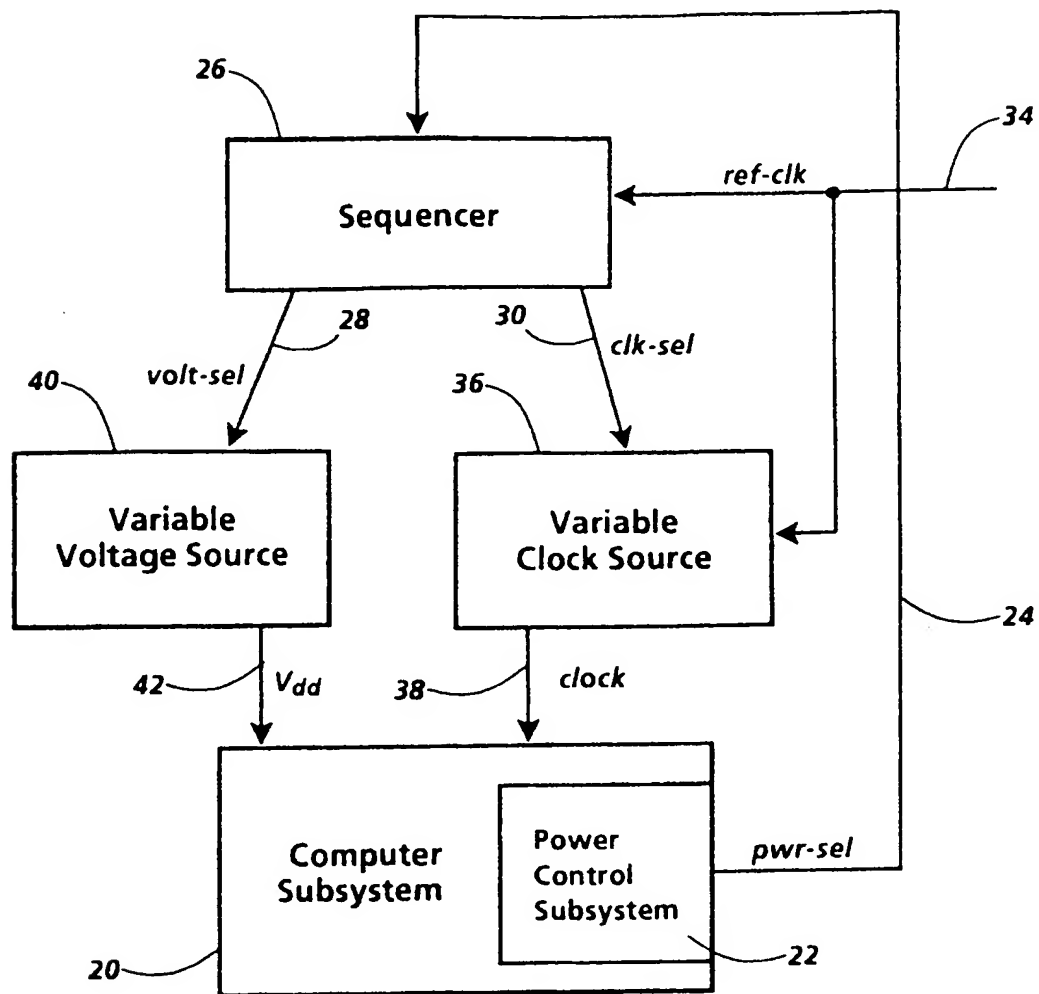 26
34
ref-clk
Sequencer
28
30
clk-sel
volt-sel
40
36
Variable
Voltage Source
Variable
Clock Source
24
42
Vdd
38
clock
Computer
Subsystem
Power
Control
Subsystem
pwr-sel
20
22